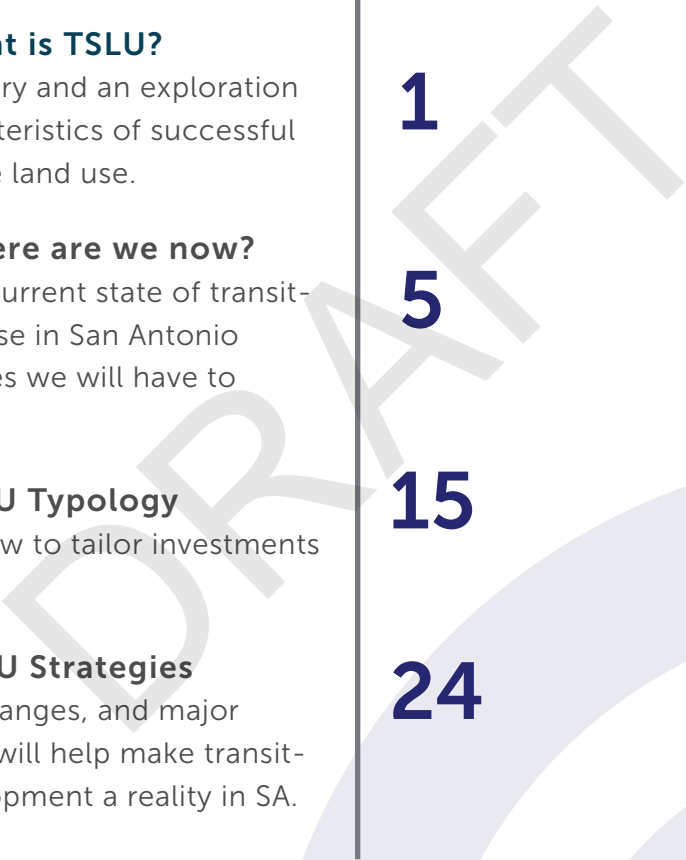 at is TSLU?
ry and an exploration
teristics of successful
e land use.
1
ere are we now?
urrent state of transit-
se in San Antonio
es we will have to
5
U Typology
w to tailor investments
15
U Strategies
anges, and major
will help make transit-
opment a reality in SA.
24
DRAFT